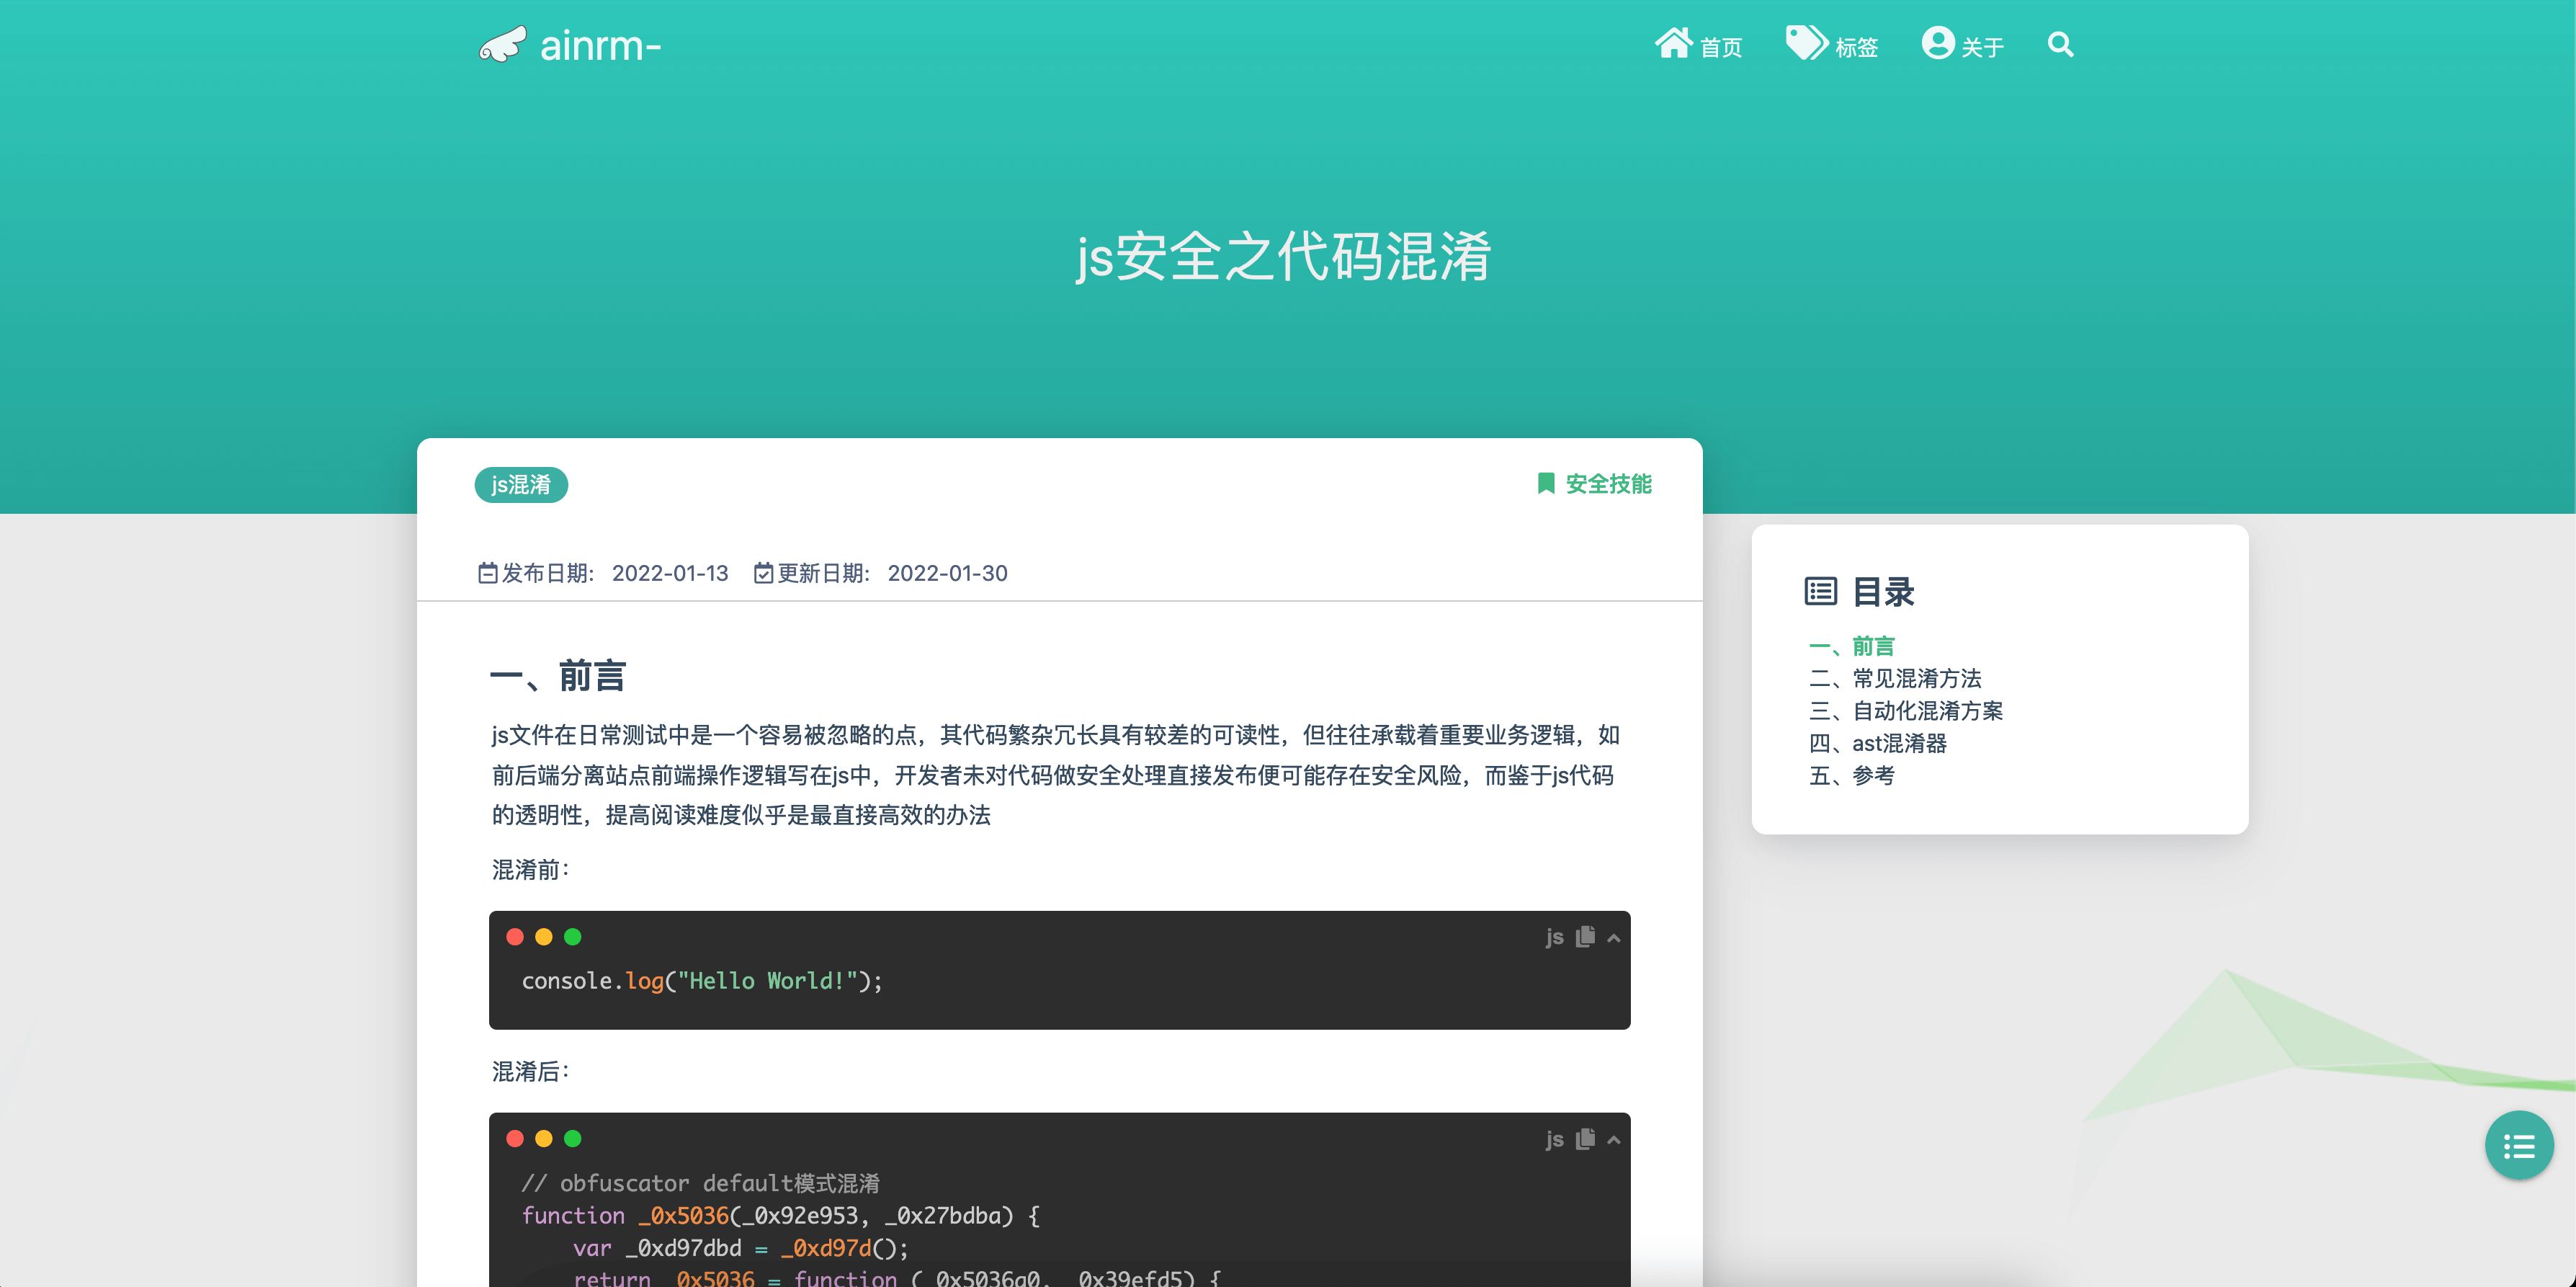 ainrm-
首页 标签 关于
js安全之代码混淆
js混淆
安全技能
发布日期: 2022-01-13 更新日期: 2022-01-30
一、前言
js文件在日常测试中是一个容易被忽略的点，其代码繁杂冗长具有较差的可读性，但往往承载着重要业务逻辑，如
前后端分离站点前端操作逻辑写在js中，开发者未对代码做安全处理直接发布便可能存在安全风险，而鉴于js代码
的透明性，提高阅读难度似乎是最直接高效的办法
混淆前：
js
console.log("Hello World!");
混淆后：
js
// obfuscator default模式混淆
function _0x5036(_0x92e953, _0x27bdba) {
var _0xd97dbd = _0xd97d();
return _0x5036 = function (_0x5036a0, _0x39efd5) {
目录
一、前言
二、常见混淆方法
三、自动化混淆方案
四、ast混淆器
五、参考